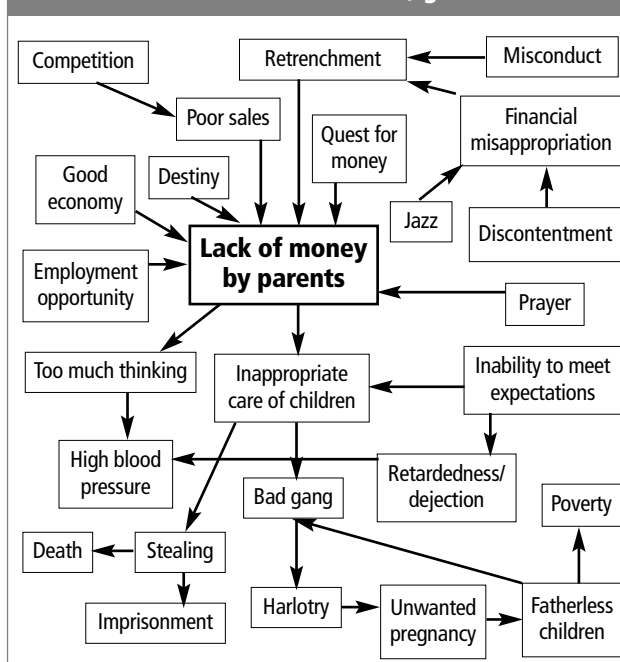 Competition
Retrenchment
Misconduct
Poor sales
Quest for
money
Financial
misappropriation
Good
economy
Destiny
Jazz
Discontentment
Lack of money
by parents
Employment
opportunity
Prayer
Too much thinking
Inappropriate
care of children
Inability to meet
expectations
High blood
pressure
Retardedness/
dejection
Bad gang
Poverty
Death
Stealing
Imprisonment
Harlotry
Unwanted
pregnancy
Fatherless
children